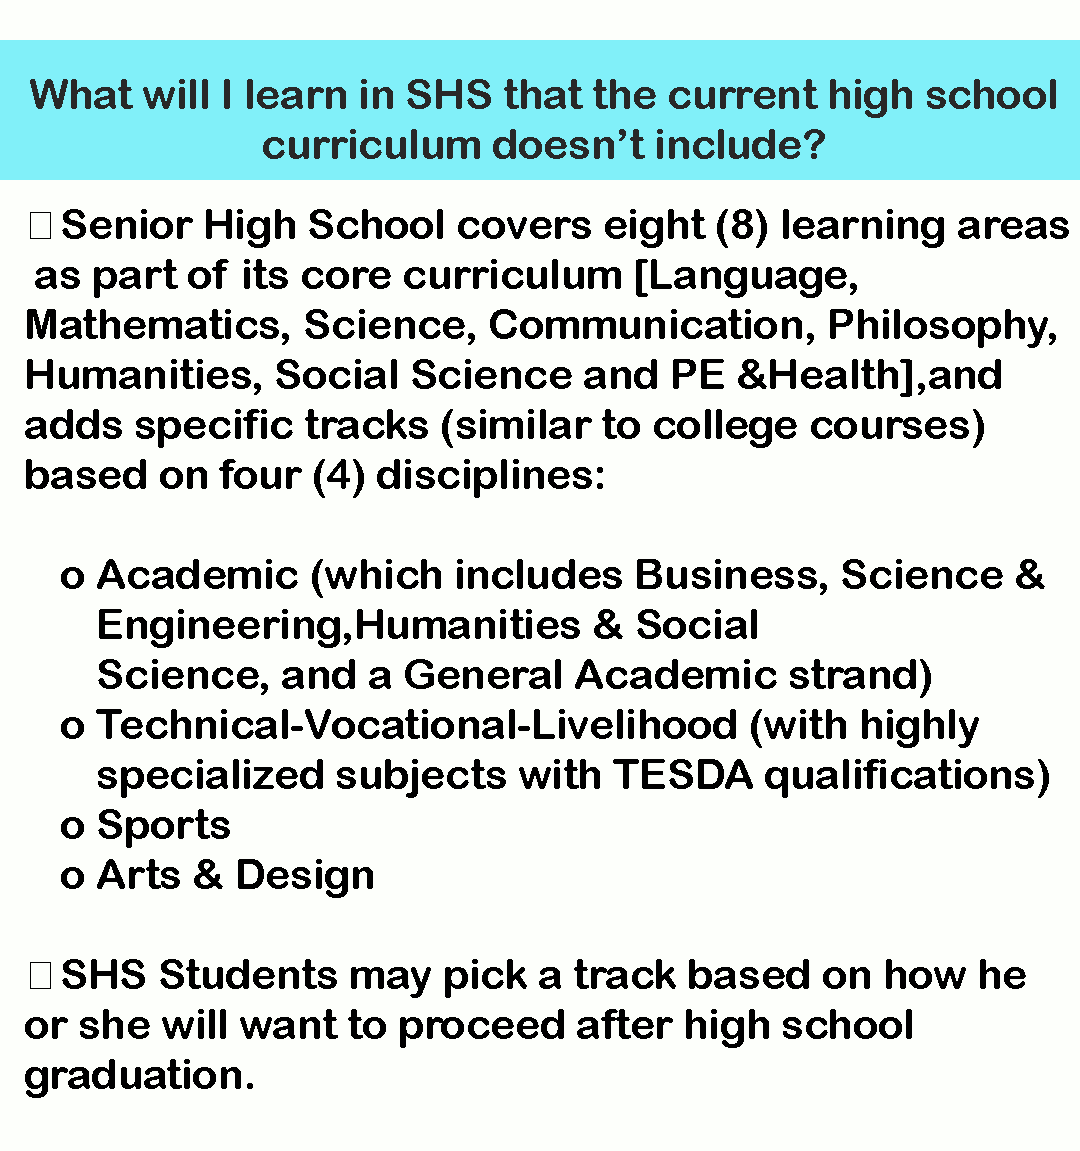 What will I learn in SHS that the current high school
curriculum doesn’t include?
□ Senior High School covers eight (8) learning areas
as part of its core curriculum [Language,
Mathematics, Science, Communication, Philosophy,
Humanities, Social Science and PE &Health],and
adds specific tracks (similar to college courses)
based on four (4) disciplines:
o Academic (which includes Business, Science &
Engineering,Humanities & Social
Science, and a General Academic strand)
o Technical-Vocational-Livelihood (with highly
specialized subjects with TESDA qualifications)
o Sports
o Arts & Design
□ SHS Students may pick a track based on how he
or she will want to proceed after high school
graduation.